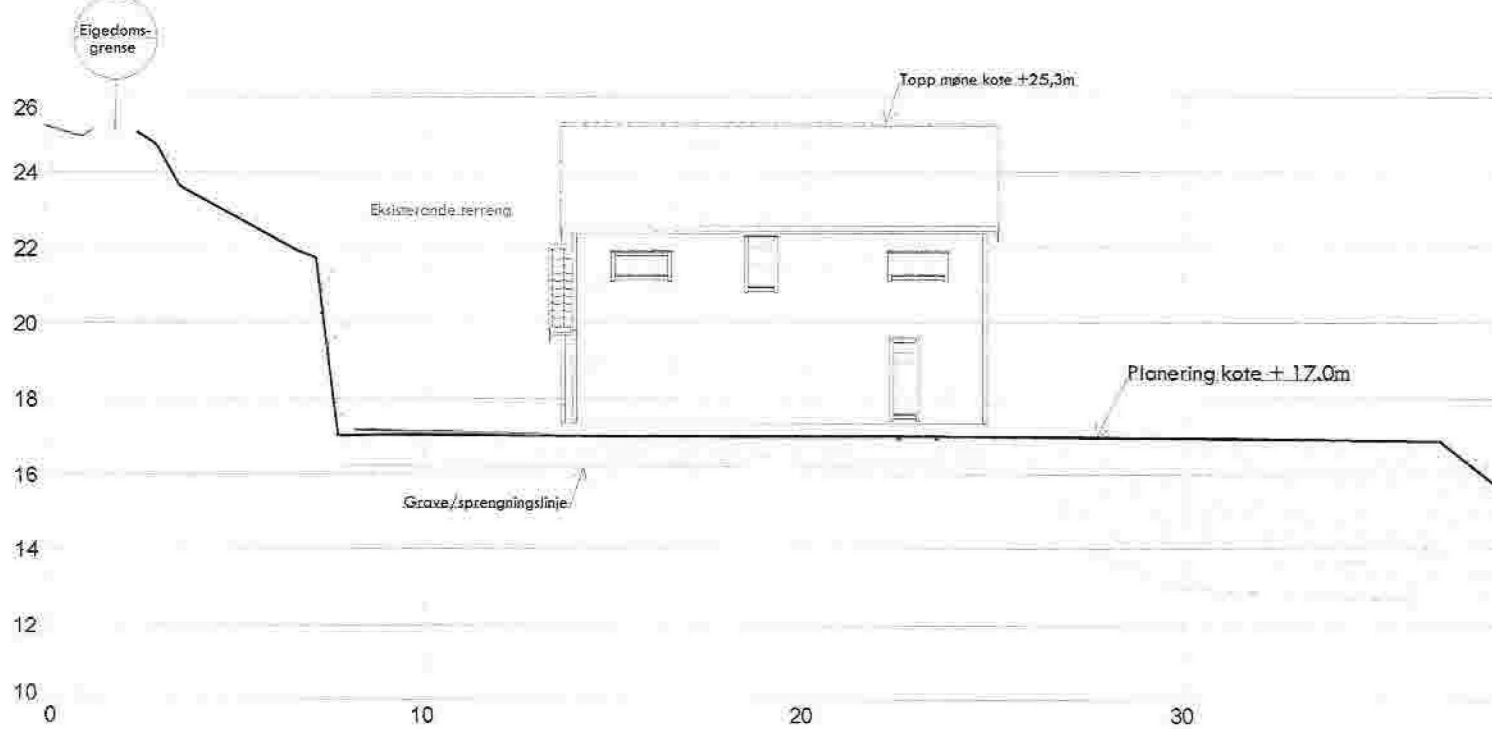 Eigedoms-
grense
Topp møne kote +25,3m
26
24
Eksisterande terreng
22
20
Planering kote + 17.0m
18
16
Grave/sprengningslinje
14
12
10
0
10
20
30